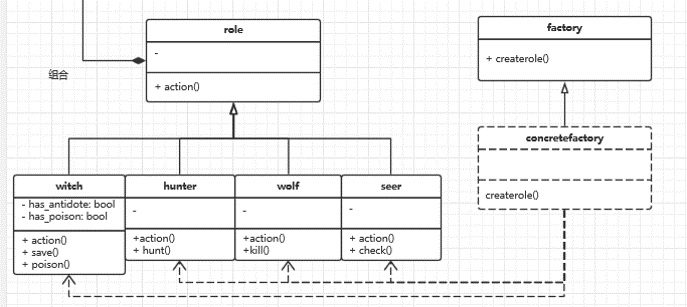 role
-
+ action()
组合
factory
+ createrole()
concretefactory
createrole()
witch
- has_antidote: bool
- has_poison: bool
+ action()
+ save()
+ poison()
hunter
-
+action()
+ hunt()
wolf
-
+action()
+kill()
seer
-
+ action()
+ check()